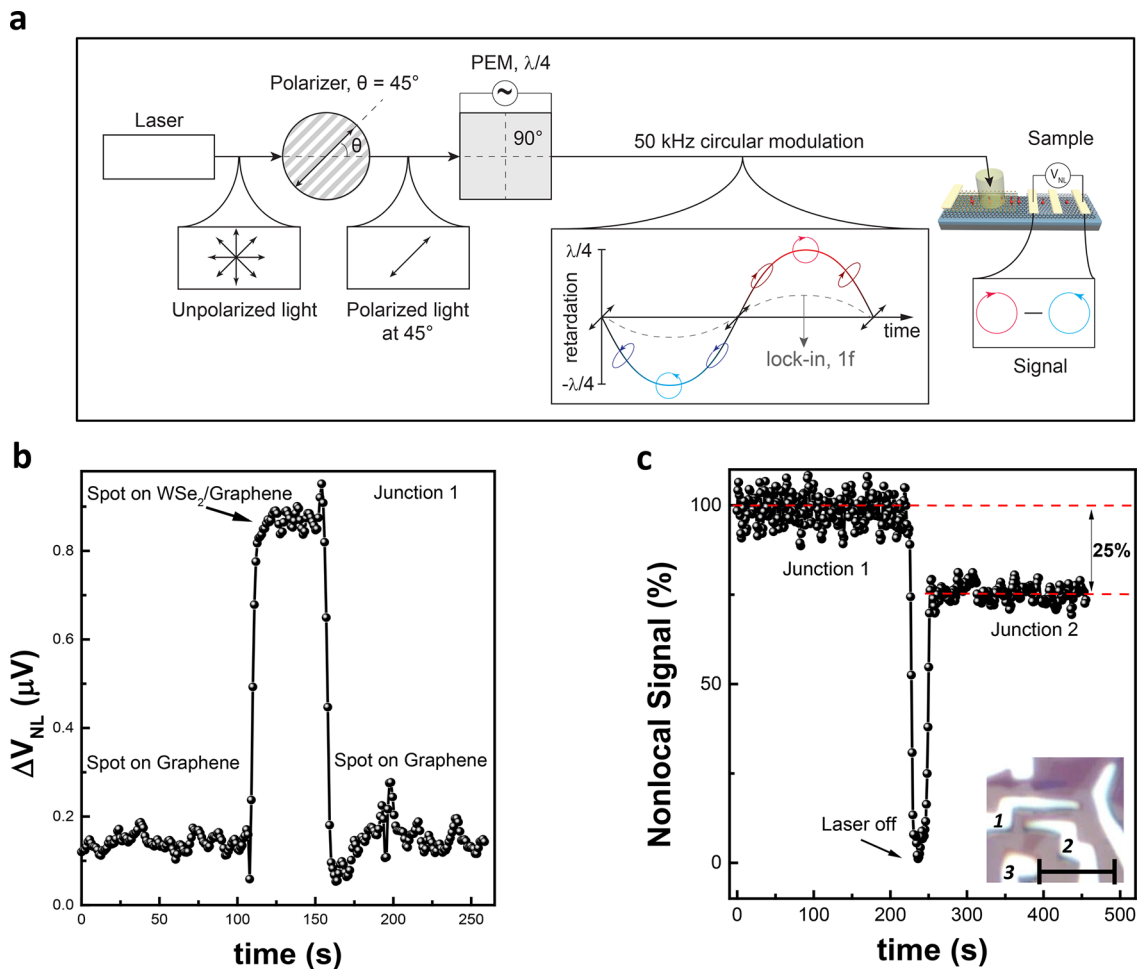 a
Laser
Polarizer, θ = 45°
θ
PEM, λ/4
~
90°
50 kHz circular modulation
Sample
V_NL
Unpolarized light
Polarized light
at 45°
λ/4
retardation
-λ/4
time
lock-in, 1f
Signal
b
Spot on WSe₂/Graphene
Junction 1
Spot on Graphene
Spot on Graphene
ΔV_NL (μV)
0.8
0.6
0.4
0.2
0.0
0
50
100
150
200
250
time (s)
c
Nonlocal Signal (%)
100
50
0
Junction 1
25%
Junction 2
Laser off
1
2
3
0
100
200
300
400
500
time (s)